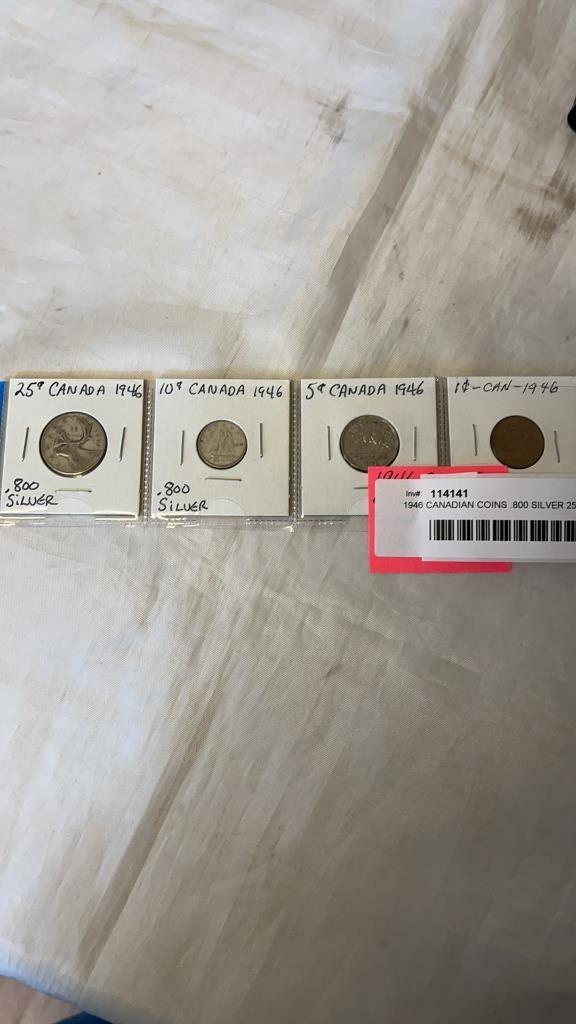 25¢ CANADA 1946
.800
SILVER
10¢ CANADA 1946
.800
SILVER
5¢ CANADA 1946
1¢-CAN-1946
1946
Inv#: 114141
1946 CANADIAN COINS .800 SILVER 25